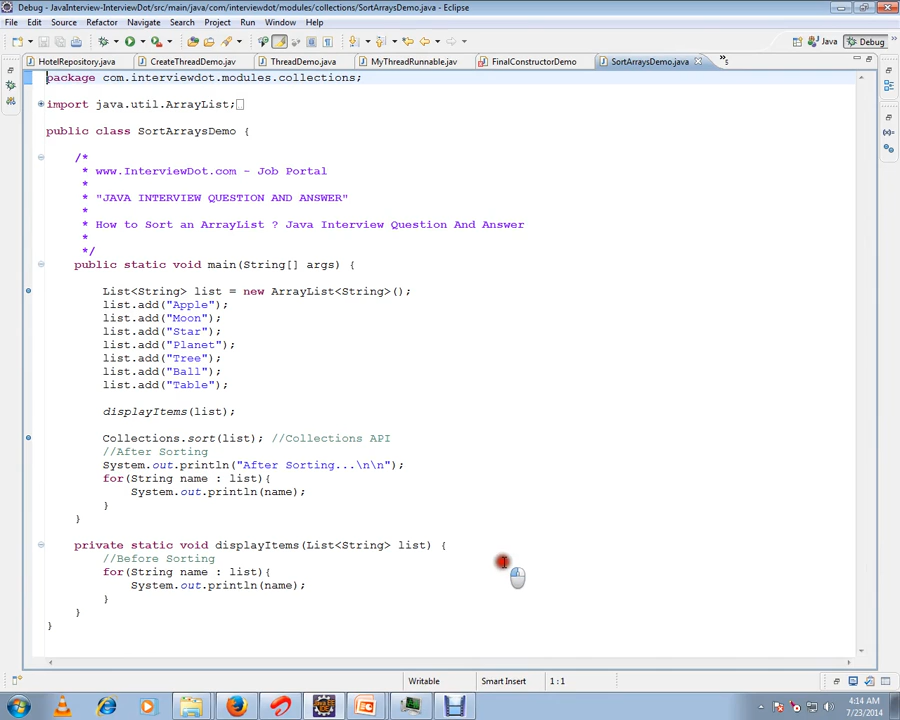 Debug - JavaInterview-InterviewDot/src/main/java/com/interviewdot/modules/collections/SortArraysDemo.java - Eclipse
File Edit Source Refactor Navigate Search Project Run Window Help
Java Debug
HotelRepository.java CreateThreadDemo.java ThreadDemo.java MyThreadRunnable.java FinalConstructorDemo SortArraysDemo.java
package com.interviewdot.modules.collections;
import java.util.ArrayList;
public class SortArraysDemo {
/*
* www.InterviewDot.com - Job Portal
*
* "JAVA INTERVIEW QUESTION AND ANSWER"
*
* How to Sort an ArrayList ? Java Interview Question And Answer
*
*/
public static void main(String[] args) {
List<String> list = new ArrayList<String>();
list.add("Apple");
list.add("Moon");
list.add("Star");
list.add("Planet");
list.add("Tree");
list.add("Ball");
list.add("Table");
displayItems(list);
Collections.sort(list); //Collections API
//After Sorting
System.out.println("After Sorting...\n\n");
for(String name : list){
System.out.println(name);
}
}
private static void displayItems(List<String> list) {
//Before Sorting
for(String name : list){
System.out.println(name);
}
}
}
Writable Smart Insert 1 : 1
4:14 AM
7/23/2014